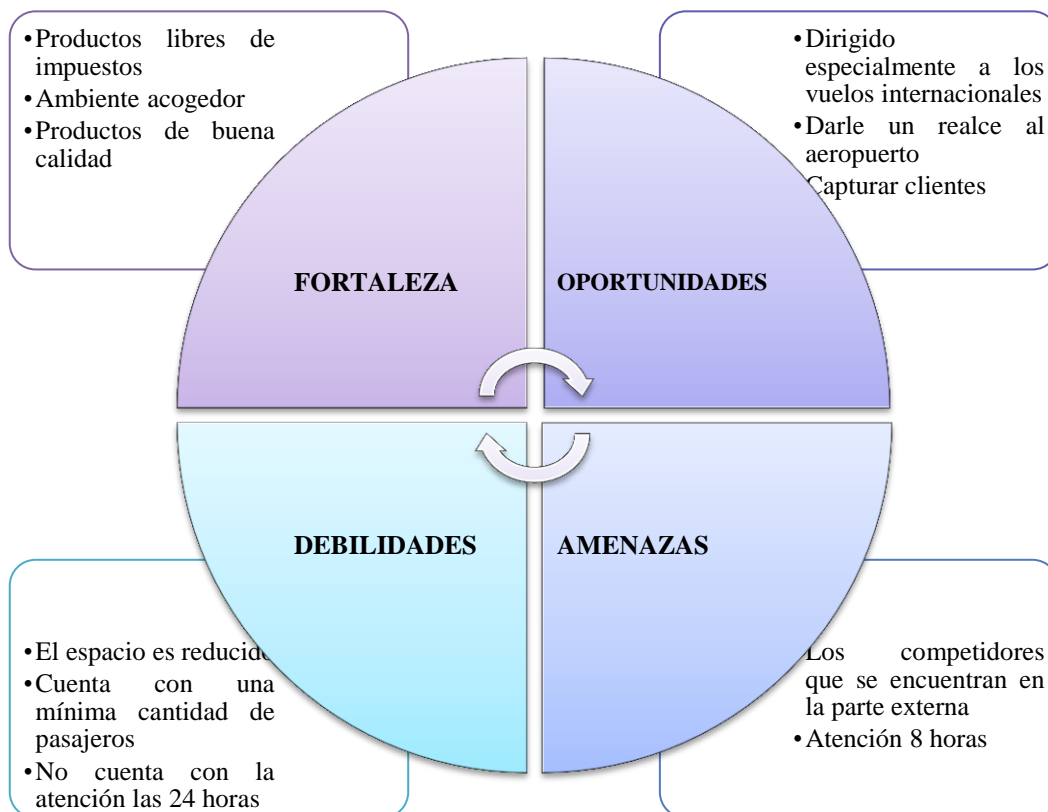 •Productos libres de
impuestos
•Ambiente acogedor
•Productos de buena
calidad
•Dirigido
especialmente a los
vuelos internacionales
•Darle un realce al
aeropuerto
Capturar clientes
FORTALEZA
OPORTUNIDADES
DEBILIDADES
AMENAZAS
•El espacio es reducido
•Cuenta con una
mínima cantidad de
pasajeros
•No cuenta con la
atención las 24 horas
Los competidores
que se encuentran en
la parte externa
•Atención 8 horas